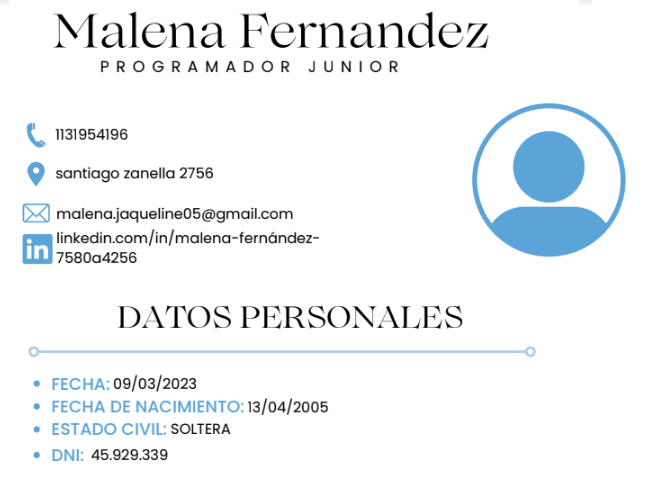 Malena Fernandez
PROGRAMADOR JUNIOR
1131954196
santiago zanella 2756
malena.jaqueline05@gmail.com
linkedin.com/in/malena-fernández-
7580a4256
DATOS PERSONALES
FECHA: 09/03/2023
FECHA DE NACIMIENTO: 13/04/2005
ESTADO CIVIL: SOLTERA
DNI: 45.929.339